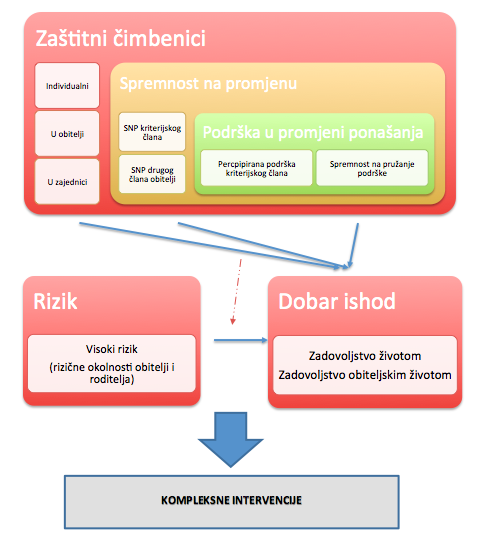 Zaštitni čimbenici
Individualni
U obitelji
U zajednici
Spremnost na promjenu
SNP kriterijskog
člana
SNP drugog
člana obitelji
Podrška u promjeni ponašanja
Percpipirana podrška
kriterijskog člana
Spremnost na pružanje
podrške
Rizik
Visoki rizik
(rizične okolnosti obitelji i
roditelja)
Dobar ishod
Zadovoljstvo životom
Zadovoljstvo obiteljskim životom
KOMPLEKSNE INTERVENCIJE